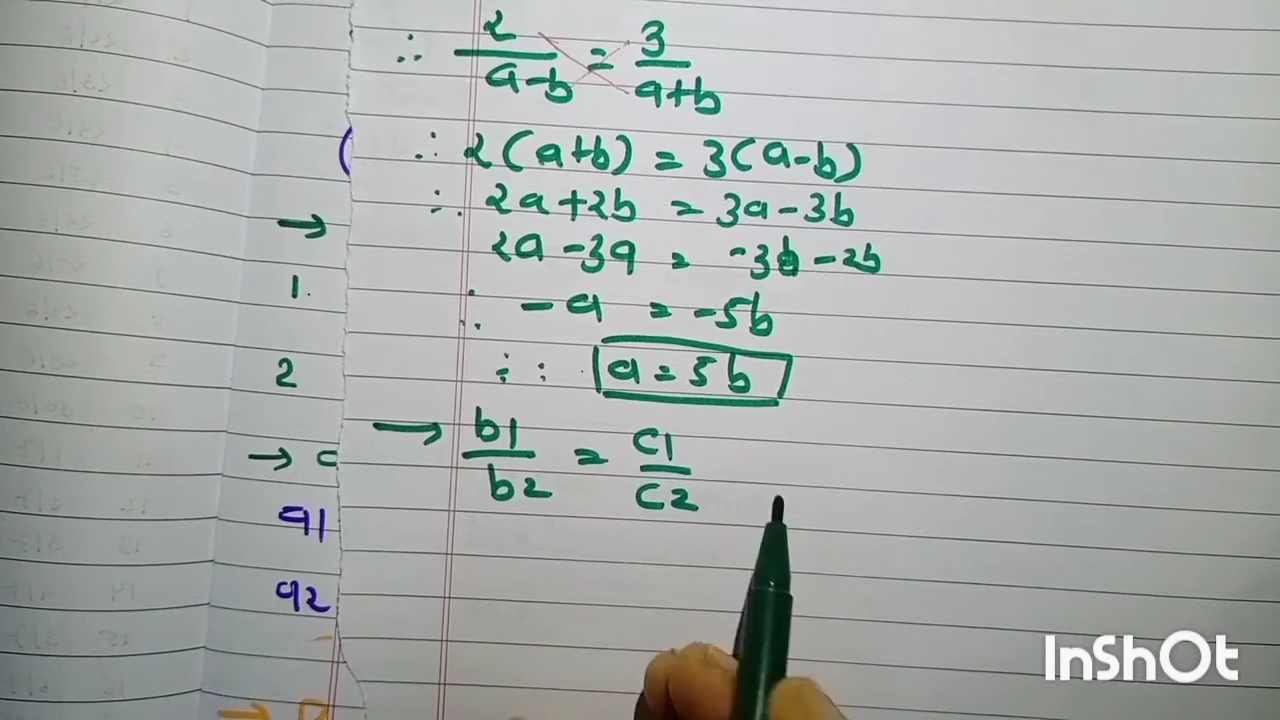 ∴ 2/(a-b) = 3/(a+b)
∴ 2(a+b) = 3(a-b)
∴ 2a+2b = 3a-3b
→ 2a-3a = -3b-2b
1. ∴ -a = -5b
2 ∴ a=5b
→ b1/b2 = c1/c2
→ c
a1
a2
InShOt